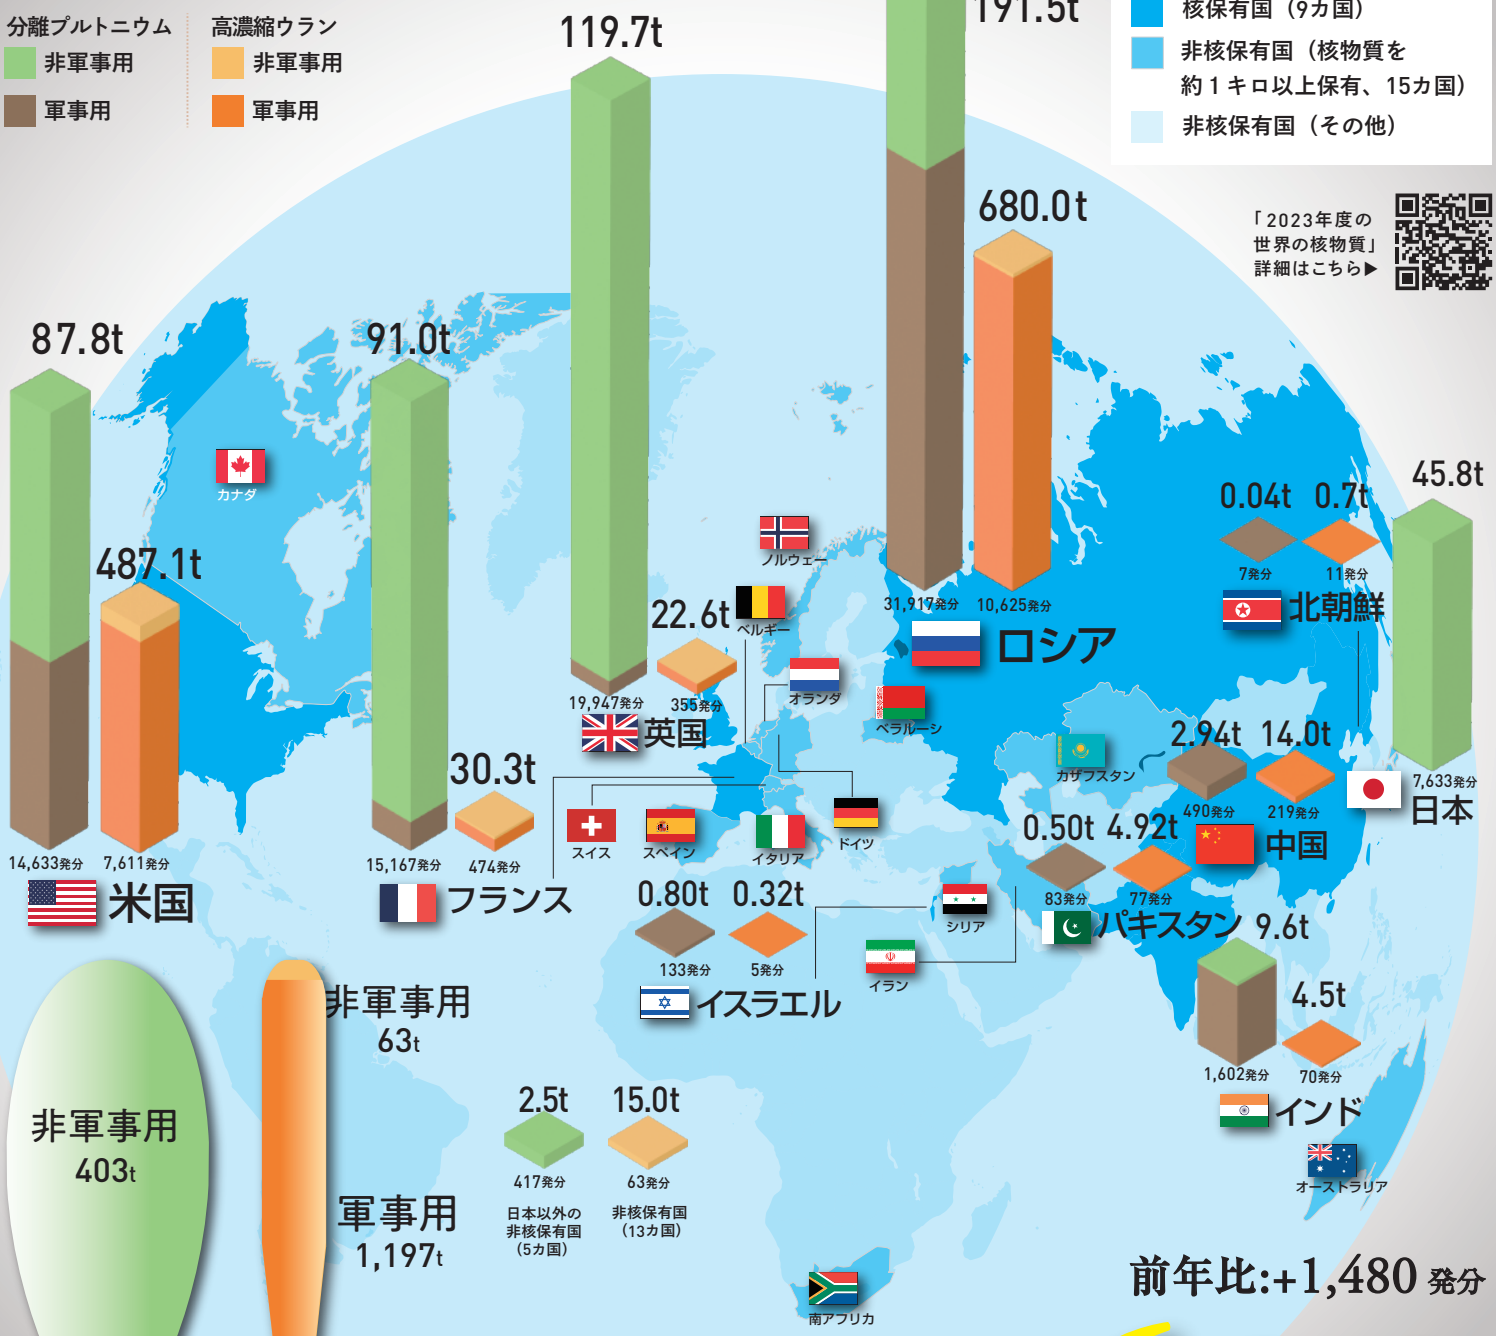 分離プルトニウム
非軍事用
軍事用
高濃縮ウラン
非軍事用
軍事用
119.7t
191.5t
核保有国（9カ国）
非核保有国（核物質を
約１キロ以上保有、15カ国）
非核保有国（その他）
「2023年度の
世界の核物質」
詳細はこちら▶
680.0t
87.8t
91.0t
カナダ
487.1t
ノルウェー
ベルギー
22.6t
オランダ
ベラルーシ
31,917発分
10,625発分
ロシア
0.04t
0.7t
7発分
11発分
北朝鮮
45.8t
19,947発分
355発分
英国
カザフスタン
2.94t
14.0t
490発分
219発分
中国
7,633発分
日本
14,633発分
7,611発分
米国
30.3t
15,167発分
474発分
フランス
スイス
スペイン
イタリア
ドイツ
0.50t
4.92t
83発分
77発分
パキスタン
0.80t
0.32t
133発分
5発分
イスラエル
シリア
イラン
9.6t
4.5t
1,602発分
70発分
インド
オーストラリア
非軍事用
63t
非軍事用
403t
軍事用
1,197t
2.5t
15.0t
417発分
63発分
日本以外の
非核保有国
（5カ国）
非核保有国
（13カ国）
南アフリカ
前年比:+1,480 発分